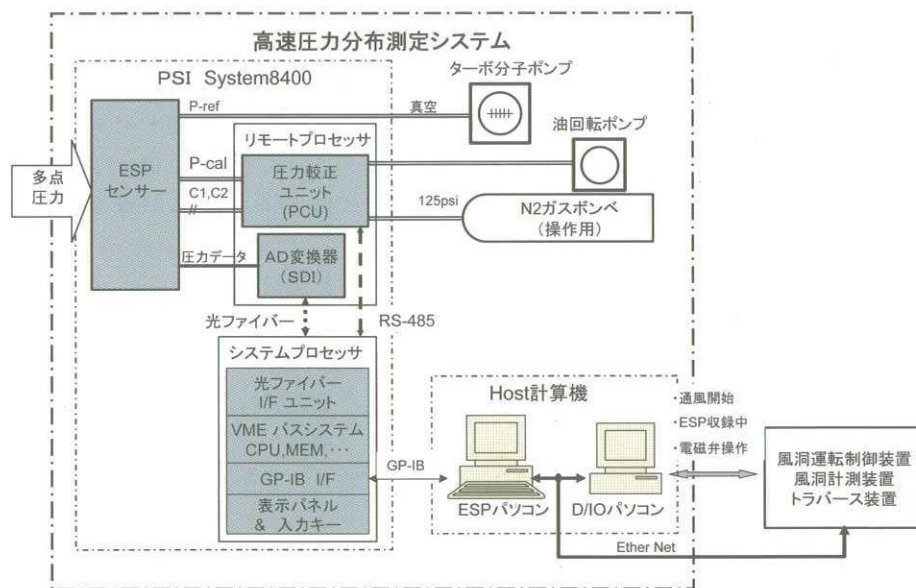 高速圧力分布測定システム
PSI System8400
ターボ分子ポンプ
P-ref
真空
リモートプロセッサ
油回転ポンプ
多点
圧力
ESP
センサー
P-cal
C1,C2
//
圧力較正
ユニット
(PCU)
125psi
N2ガスボンベ
(操作用)
圧力データ
AD変換器
(SDI)
光ファイバー
RS-485
システムプロセッサ
光ファイバー
I/F ユニット
VME バスシステム
CPU,MEM,…
GP-IB I/F
表示パネル
& 入力キー
GP-IB
Host計算機
ESPパソコン
D/IOパソコン
・通風開始
・ESP収録中
・電磁弁操作
風洞運転制御装置
風洞計測装置
トラバース装置
Ether Net